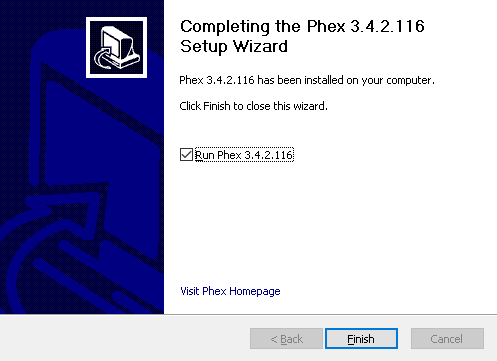 Completing the Phex 3.4.2.116
Setup Wizard
Phex 3.4.2.116 has been installed on your computer.
Click Finish to close this wizard.
Run Phex 3.4.2.116
Visit Phex Homepage
< Back
Finish
Cancel